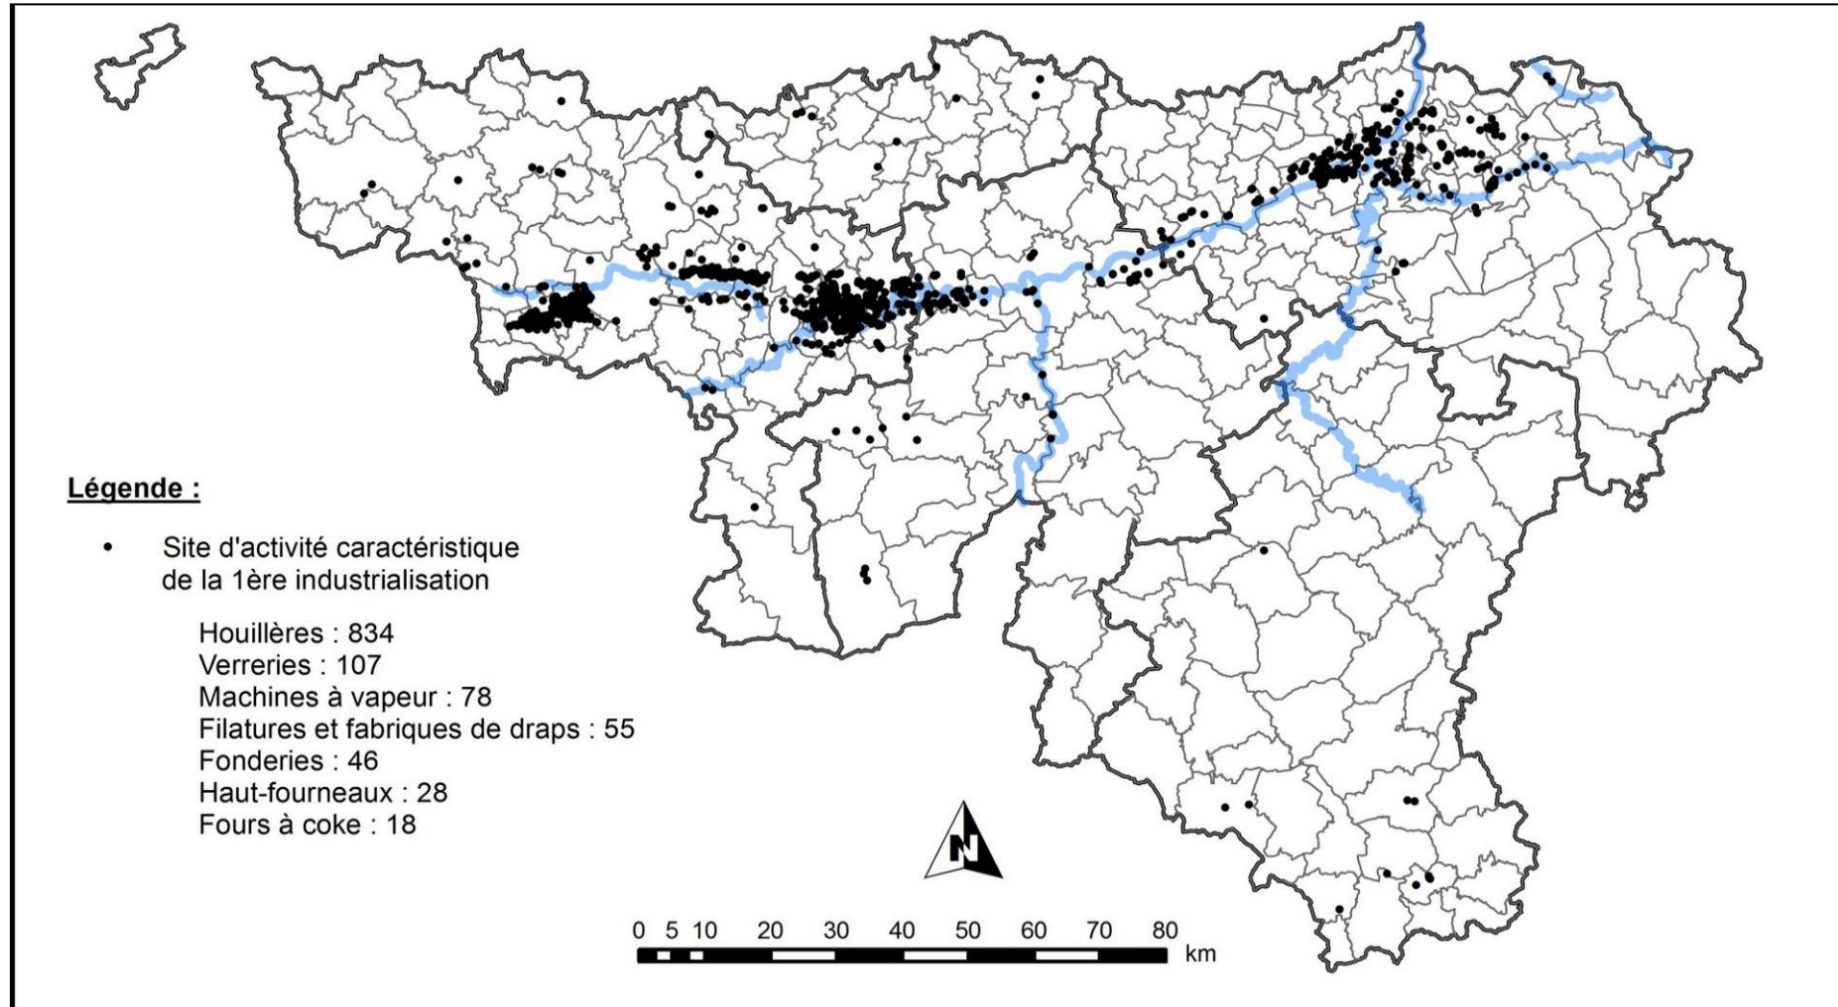 Légende :
Site d'activité caractéristique
de la 1ère industrialisation
Houillères : 834
Verreries : 107
Machines à vapeur : 78
Filatures et fabriques de draps : 55
Fonderies : 46
Haut-fourneaux : 28
Fours à coke : 18
N
0 5 10 20 30 40 50 60 70 80
km